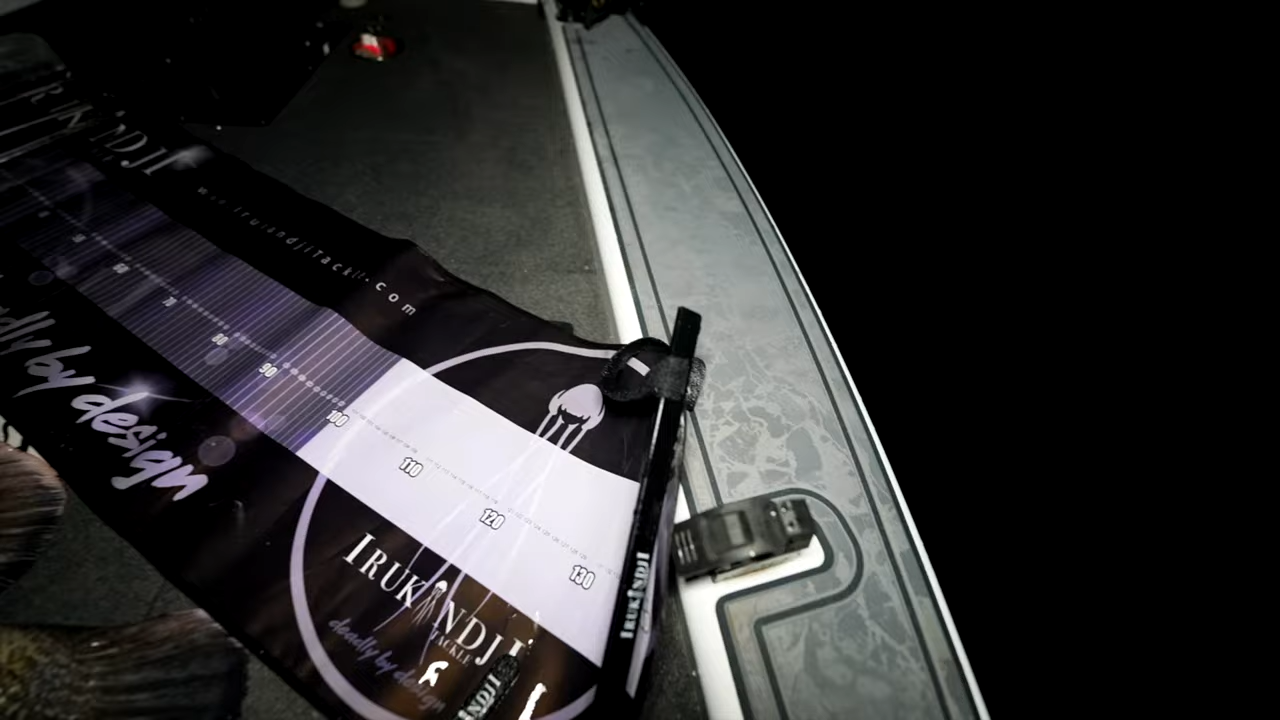 IRUKANDJI
www.irukandjiTackle.com
70
80
90
100
110
120
130
deadly by design
IRUKANDJI
TACKLE
deadly by design
IRUKANDJI
NDJI